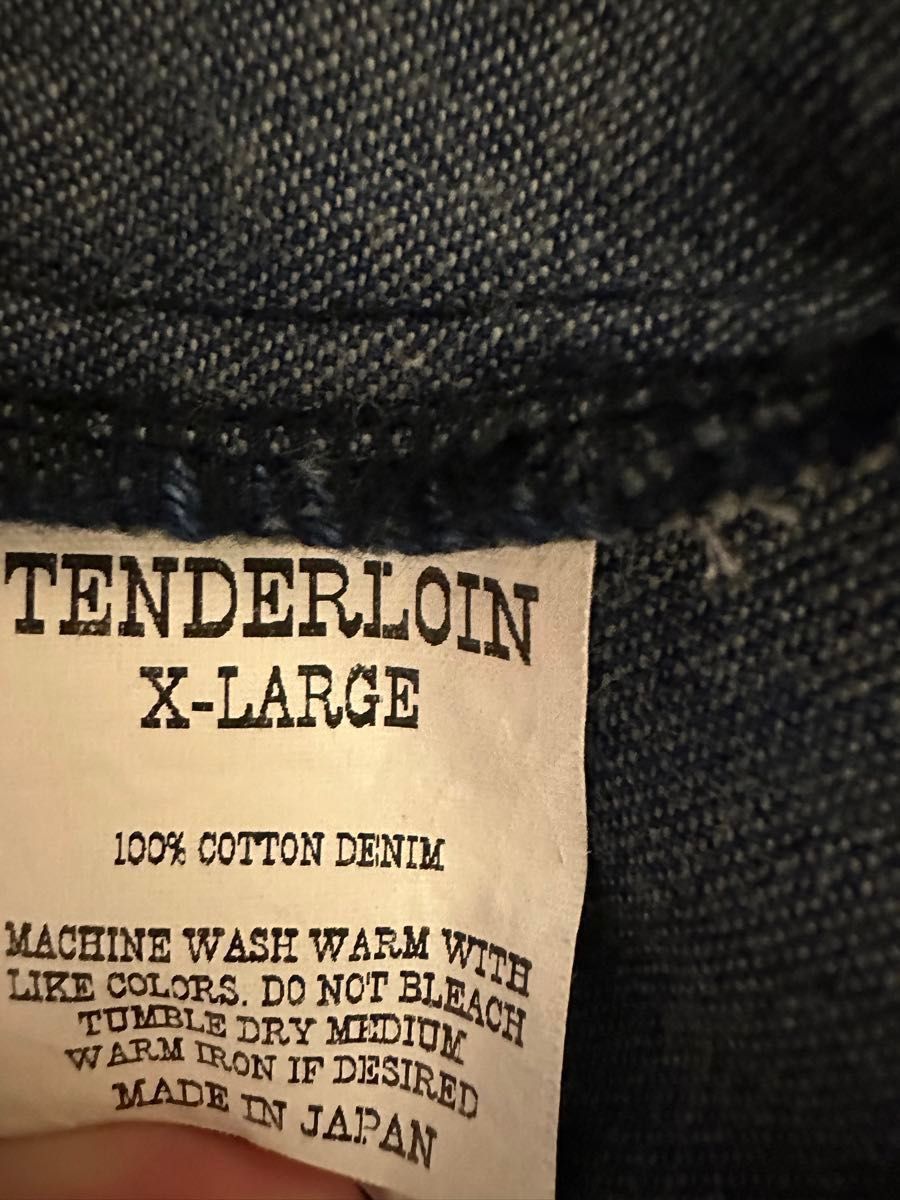 TENDERLOIN
X-LARGE
100% COTTON DENIM
MACHINE WASH WARM WITH
LIKE COLORS. DO NOT BLEACH
TUMBLE DRY MEDIUM
WARM IRON IF DESIRED
MADE IN JAPAN